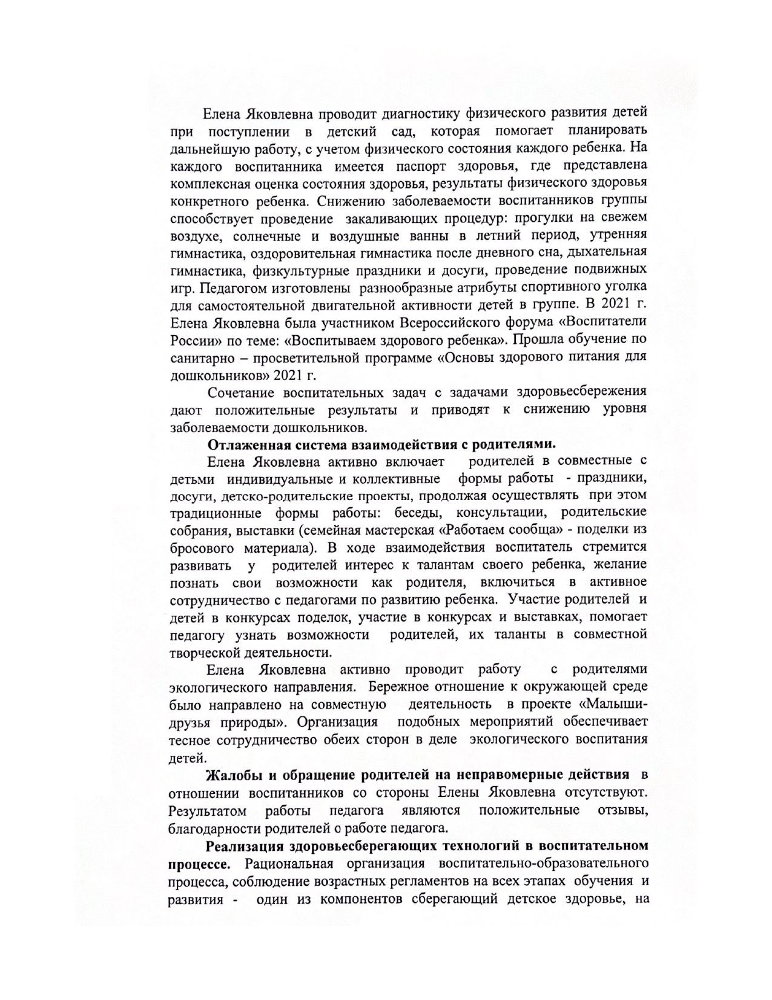 Елена Яковлевна проводит диагностику физического развития детей
при поступлении в детский сад, которая помогает планировать
дальнейшую работу, с учетом физического состояния каждого ребенка. На
каждого воспитанника имеется паспорт здоровья, где представлена
комплексная оценка состояния здоровья, результаты физического здоровья
конкретного ребенка. Снижению заболеваемости воспитанников группы
способствует проведение закаливающих процедур: прогулки на свежем
воздухе, солнечные и воздушные ванны в летний период, утренняя
гимнастика, оздоровительная гимнастика после дневного сна, дыхательная
гимнастика, физкультурные праздники и досуги, проведение подвижных
игр. Педагогом изготовлены разнообразные атрибуты спортивного уголка
для самостоятельной двигательной активности детей в группе. В 2021 г.
Елена Яковлевна была участником Всероссийского форума «Воспитатели
России» по теме: «Воспитываем здорового ребенка». Прошла обучение по
санитарно – просветительной программе «Основы здорового питания для
дошкольников» 2021 г.
Сочетание воспитательных задач с задачами здоровьесбережения
дают положительные результаты и приводят к снижению уровня
заболеваемости дошкольников.
Отлаженная система взаимодействия с родителями.
Елена Яковлевна активно включает родителей в совместные с
детьми индивидуальные и коллективные формы работы - праздники,
досуги, детско-родительские проекты, продолжая осуществлять при этом
традиционные формы работы: беседы, консультации, родительские
собрания, выставки (семейная мастерская «Работаем сообща» - поделки из
бросового материала). В ходе взаимодействия воспитатель стремится
развивать у родителей интерес к талантам своего ребенка, желание
познать свои возможности как родителя, включиться в активное
сотрудничество с педагогами по развитию ребенка. Участие родителей и
детей в конкурсах поделок, участие в конкурсах и выставках, помогает
педагогу узнать возможности родителей, их таланты в совместной
творческой деятельности.
Елена Яковлевна активно проводит работу с родителями
экологического направления. Бережное отношение к окружающей среде
было направлено на совместную деятельность в проекте «Малыши-
друзья природы». Организация подобных мероприятий обеспечивает
тесное сотрудничество обеих сторон в деле экологического воспитания
детей.
Жалобы и обращение родителей на неправомерные действия в
отношении воспитанников со стороны Елены Яковлевна отсутствуют.
Результатом работы педагога являются положительные отзывы,
благодарности родителей о работе педагога.
Реализация здоровьесберегающих технологий в воспитательном
процессе. Рациональная организация воспитательно-образовательного
процесса, соблюдение возрастных регламентов на всех этапах обучения и
развития - один из компонентов сберегающий детское здоровье, на